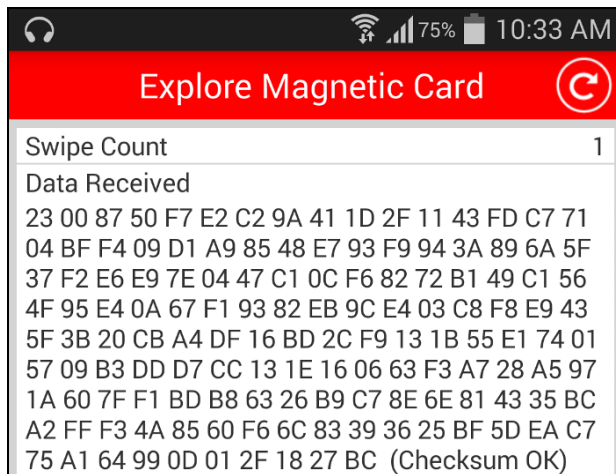 75% 10:33 AM
Explore Magnetic Card
Swipe Count 1
Data Received
23 00 87 50 F7 E2 C2 9A 41 1D 2F 11 43 FD C7 71
04 BF F4 09 D1 A9 85 48 E7 93 F9 94 3A 89 6A 5F
37 F2 E6 E9 7E 04 47 C1 0C F6 82 72 B1 49 C1 56
4F 95 E4 0A 67 F1 93 82 EB 9C E4 03 C8 F8 E9 43
5F 3B 20 CB A4 DF 16 BD 2C F9 13 1B 55 E1 74 01
57 09 B3 DD D7 CC 13 1E 16 06 63 F3 A7 28 A5 97
1A 60 7F F1 BD B8 63 26 B9 C7 8E 6E 81 43 35 BC
A2 FF F3 4A 85 60 F6 6C 83 39 36 25 BF 5D EA C7
75 A1 64 99 0D 01 2F 18 27 BC (Checksum OK)